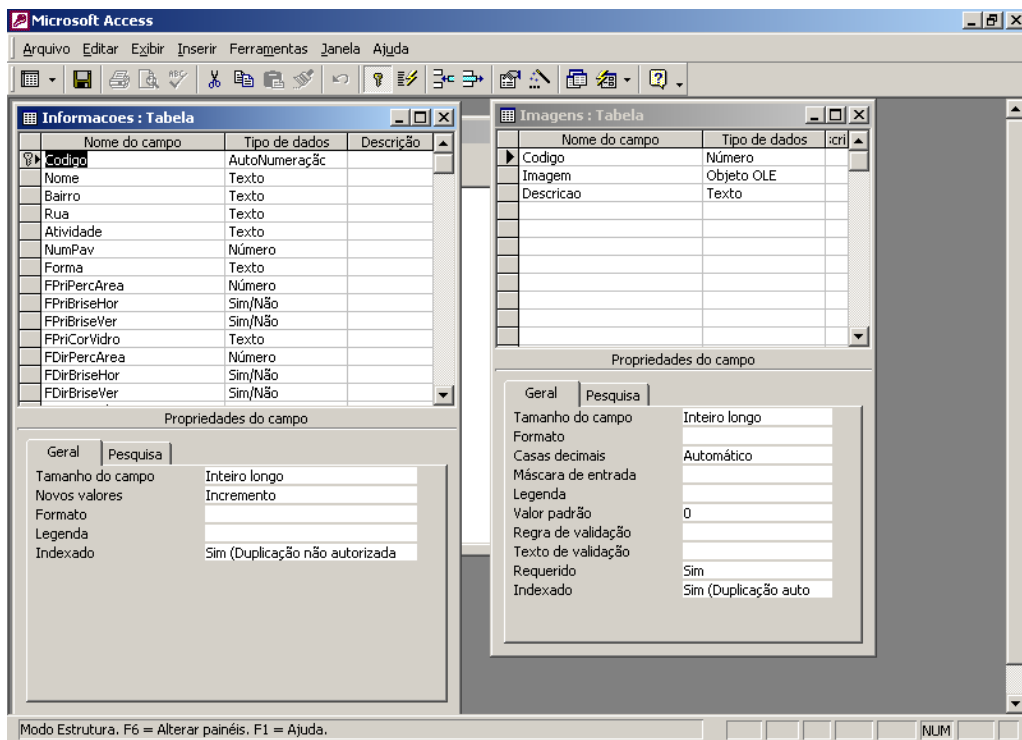 Microsoft Access
Arquivo Editar Exibir Inserir Ferramentas Janela Ajuda
Informacoes : Tabela
Nome do campo Tipo de dados Descrição
Codigo AutoNumeraçãc
Nome Texto
Bairro Texto
Rua Texto
Atividade Texto
NumPav Número
Forma Texto
FPriPercArea Número
FPriBriseHor Sim/Não
FPriBriseVer Sim/Não
FPriCorVidro Texto
FDirPercArea Número
FDirBriseHor Sim/Não
FDirBriseVer Sim/Não
Propriedades do campo
Geral Pesquisa
Tamanho do campo Inteiro longo
Novos valores Incremento
Formato
Legenda
Indexado Sim (Duplicação não autorizada
Imagens : Tabela
Nome do campo Tipo de dados :cri
Codigo Número
Imagem Objeto OLE
Descricao Texto
Propriedades do campo
Geral Pesquisa
Tamanho do campo Inteiro longo
Formato
Casas decimais Automático
Máscara de entrada
Legenda
Valor padrão 0
Regra de validação
Texto de validação
Requerido Sim
Indexado Sim (Duplicação auto
Modo Estrutura. F6 = Alterar painéis. F1 = Ajuda.
NUM